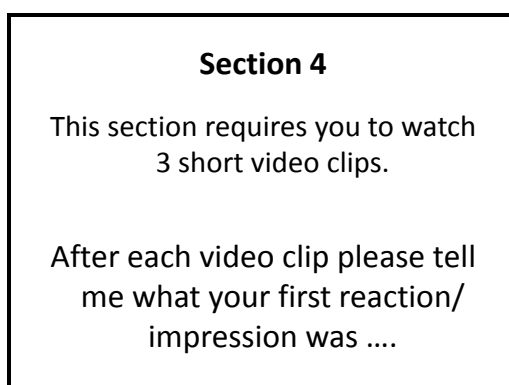 Section 4
This section requires you to watch
3 short video clips.
After each video clip please tell
me what your first reaction/
impression was ....